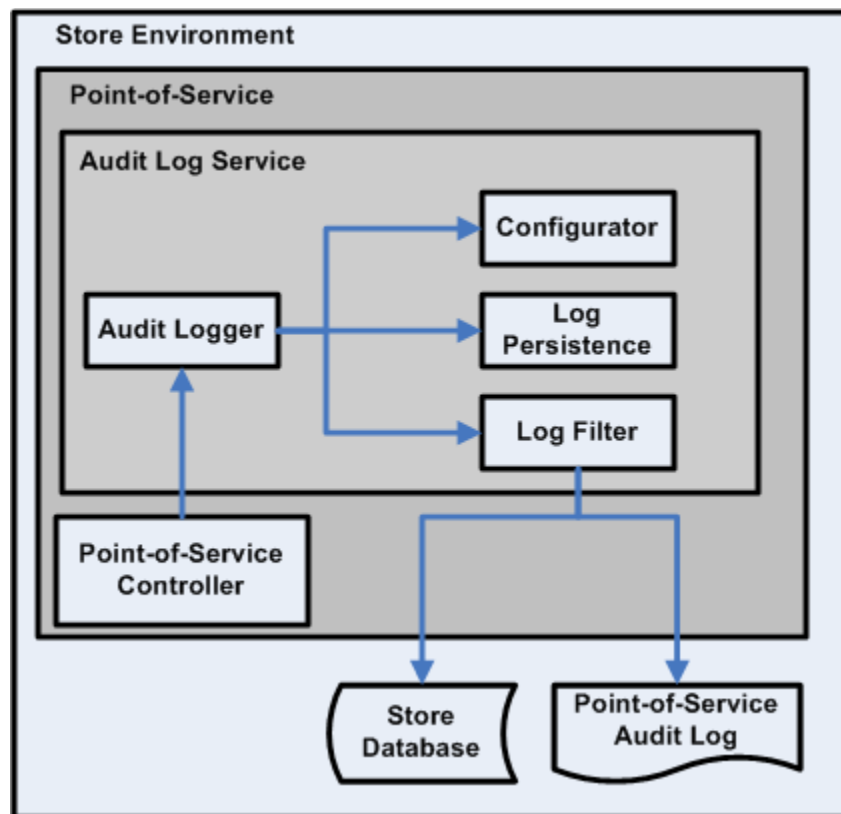 Store Environment
Point-of-Service
Audit Log Service
Configurator
Audit Logger
Log
Persistence
Log Filter
Point-of-Service
Controller
Store
Database
Point-of-Service
Audit Log